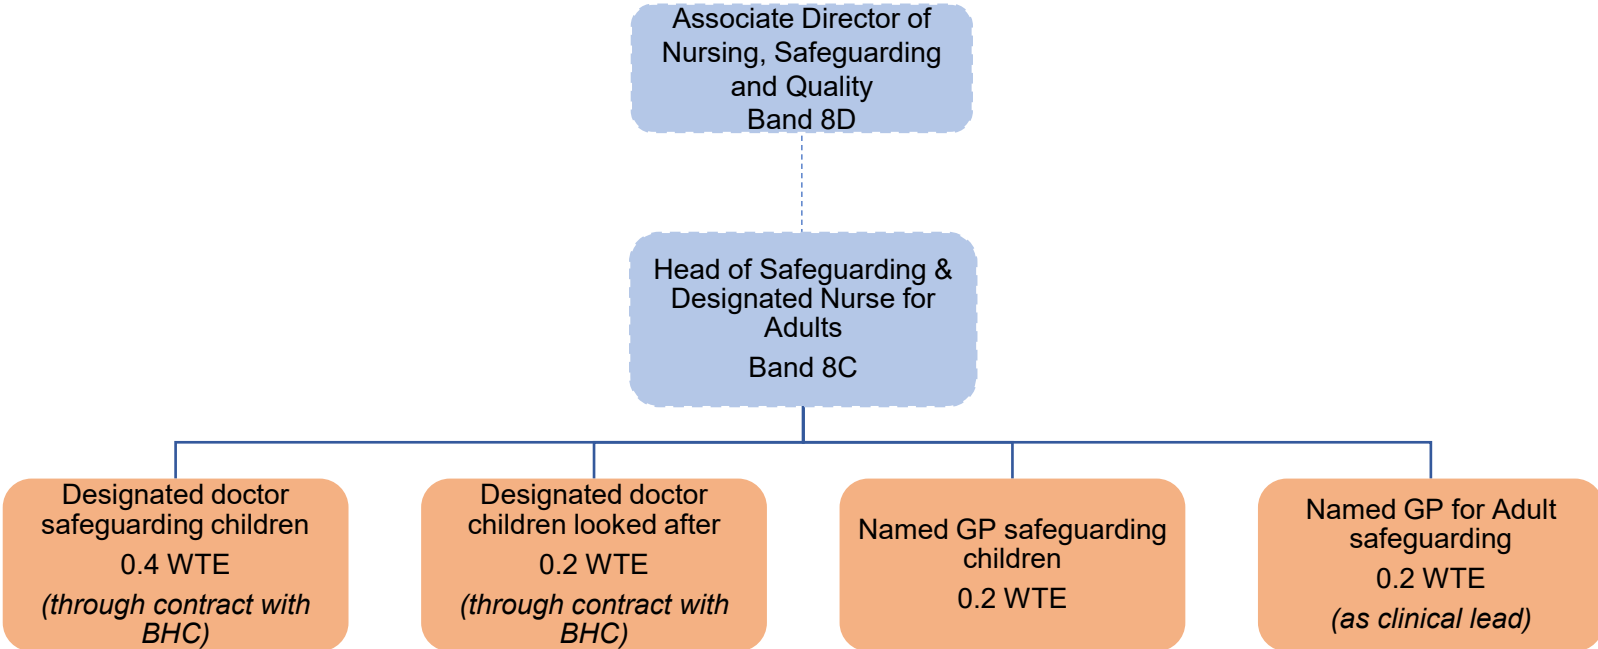 Associate Director of
Nursing, Safeguarding
and Quality
Band 8D
Head of Safeguarding &
Designated Nurse for
Adults
Band 8C
Designated doctor
safeguarding children
0.4 WTE
(through contract with
BHC)
Designated doctor
children looked after
0.2 WTE
(through contract with
BHC)
Named GP safeguarding
children
0.2 WTE
Named GP for Adult
safeguarding
0.2 WTE
(as clinical lead)